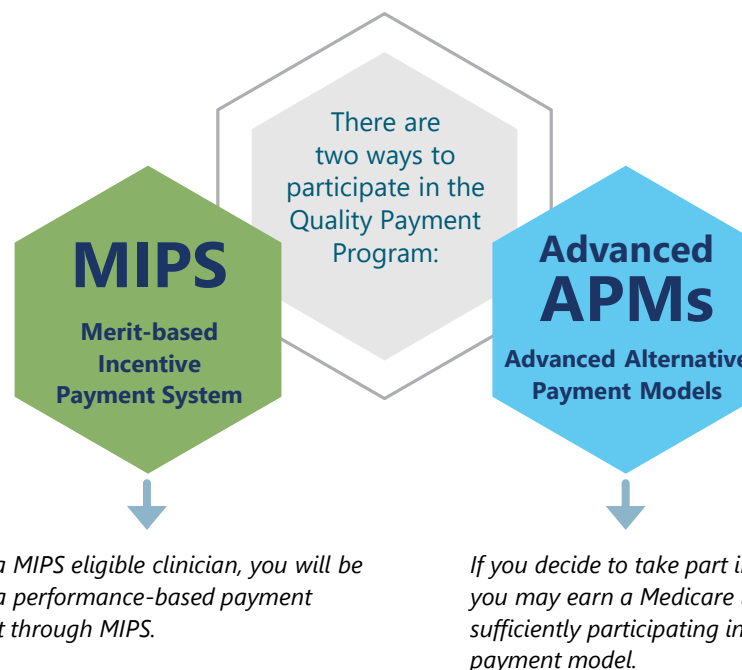 There are
two ways to
participate in the
Quality Payment
Program:
MIPS
Merit-based
Incentive
Payment System
Advanced
APMs
Advanced Alternative
Payment Models
a MIPS eligible clinician, you will be
a performance-based payment
through MIPS.
If you decide to take part
you may earn a Medicare
sufficiently participating in
payment model.